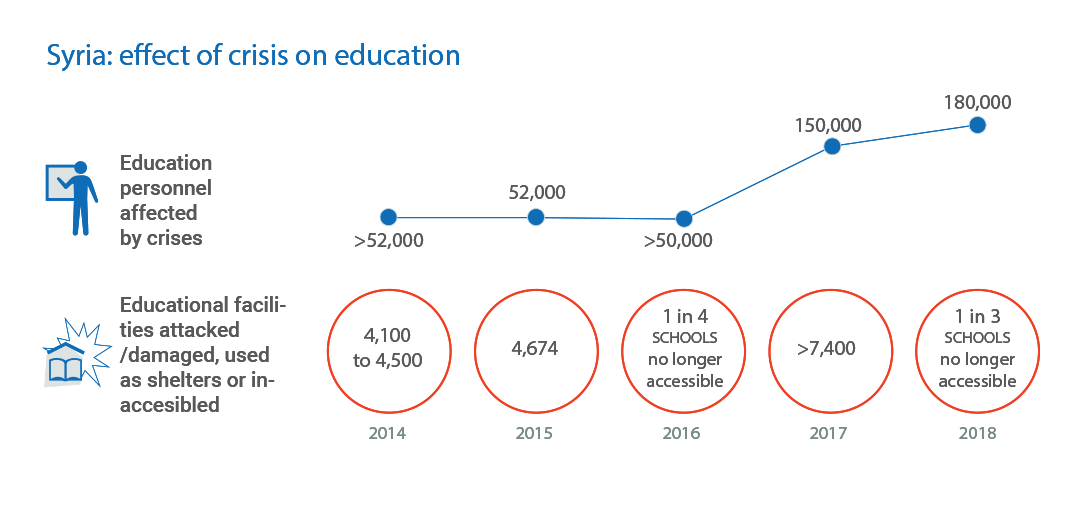 Syria: effect of crisis on education
180,000
150,000
Education
personnel
affected
by crises
52,000
>52,000
>50,000
Educational facili-
ties attacked
/damaged, used
as shelters or in-
accesibbled
4,100
to 4,500
4,674
1 in 4
SCHOOLS
no longer
accessible
>7,400
1 in 3
SCHOOLS
no longer
accessible
2014
2015
2016
2017
2018